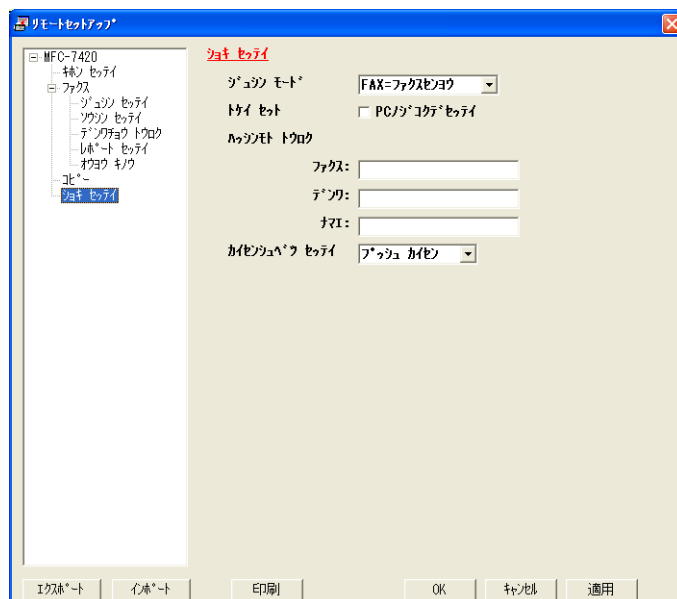 ﾘﾓｰﾄｾｯﾄｱｯﾌﾟ
MFC-7420
ｷﾎﾝ ｾｯﾃｲ
ﾌｧｸｽ
ｼﾞｭｼﾝ ｾｯﾃｲ
ｿｳｼﾝ ｾｯﾃｲ
ﾃﾞﾝﾜﾁｮｳ ﾄｳﾛｸ
ﾚﾎﾟｰﾄ ｾｯﾃｲ
ｵｳﾖｳ ｷﾉｳ
ｺﾋﾟｰ
ｼｮｷ ｾｯﾃｲ
ｼｮｷ ｾｯﾃｲ
ｼﾞｭｼﾝ ﾓｰﾄﾞ FAX=ﾌｧｸｽｾﾝﾖｳ
ﾄｹｲ ｾｯﾄ PCﾉｼﾞｺｸﾃﾞｾｯﾃｲ
ﾊｯｼﾝﾓﾄ ﾄｳﾛｸ
ﾌｧｸｽ:
ﾃﾞﾝﾜ:
ﾅﾏｴ:
ｶｲｾﾝｼｭﾍﾞﾂ ｾｯﾃｲ ﾌﾟｯｼｭ ｶｲｾﾝ
ｴｸｽﾎﾟｰﾄ ｲﾝﾎﾟｰﾄ 印刷 OK ｷｬﾝｾﾙ 適用